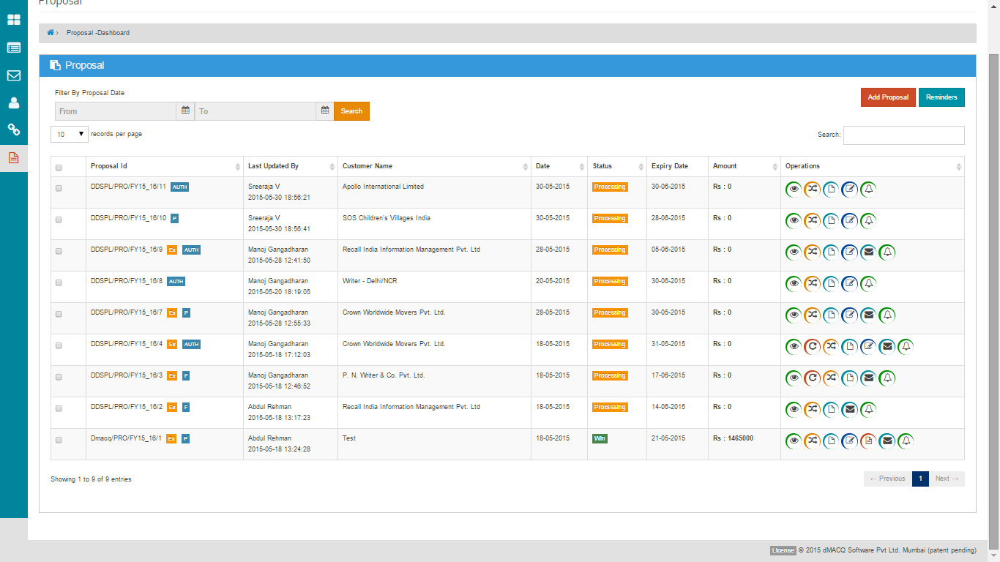 Proposal
Proposal -Dashboard
Proposal
Filter By Proposal Date
Add Proposal Reminders
From To Search
10 records per page Search:
Proposal Id Last Updated By Customer Name Date Status Expiry Date Amount Operations
DDSPL/PRO/FY15_16/11 AUTH Sreeraja V Apollo International Limited 30-05-2015 Processing 30-06-2015 Rs : 0
2015-05-30 18:56:21
DDSPL/PRO/FY15_16/10 P Sreeraja V SOS Children's Villages India 30-05-2015 Processing 28-06-2015 Rs : 0
2015-05-30 18:56:41
DDSPL/PRO/FY15_16/9 Ex AUTH Manoj Gangadharan Recall India Information Management Pvt. Ltd 28-05-2015 Processing 05-06-2015 Rs : 0
2015-05-28 12:41:50
DDSPL/PRO/FY15_16/8 AUTH Manoj Gangadharan Writer - Delhi/NCR 20-05-2015 Processing 30-06-2015 Rs : 0
2015-05-20 18:19:05
DDSPL/PRO/FY15_16/7 Ex P Manoj Gangadharan Crown Worldwide Movers Pvt. Ltd. 28-05-2015 Processing 30-05-2015 Rs : 0
2015-05-28 12:55:33
DDSPL/PRO/FY15_16/4 Ex AUTH Manoj Gangadharan Crown Worldwide Movers Pvt. Ltd. 18-05-2015 Processing 31-05-2015 Rs : 0
2015-05-18 17:12:03
DDSPL/PRO/FY15_16/3 Ex F Manoj Gangadharan P. N. Writer & Co. Pvt. Ltd. 18-05-2015 Processing 17-06-2015 Rs : 0
2015-05-18 12:46:52
DDSPL/PRO/FY15_16/2 Ex F Abdul Rehman Recall India Information Management Pvt. Ltd 18-05-2015 Processing 14-06-2015 Rs : 0
2015-05-18 13:17:23
Dmacq/PRO/FY15_16/1 Ex P Abdul Rehman Test 18-05-2015 Win 21-05-2015 Rs : 1465000
2015-05-18 13:24:28
Showing 1 to 9 of 9 entries ← Previous 1 Next →
License © 2015 dMACQ Software Pvt Ltd. Mumbai (patent pending)